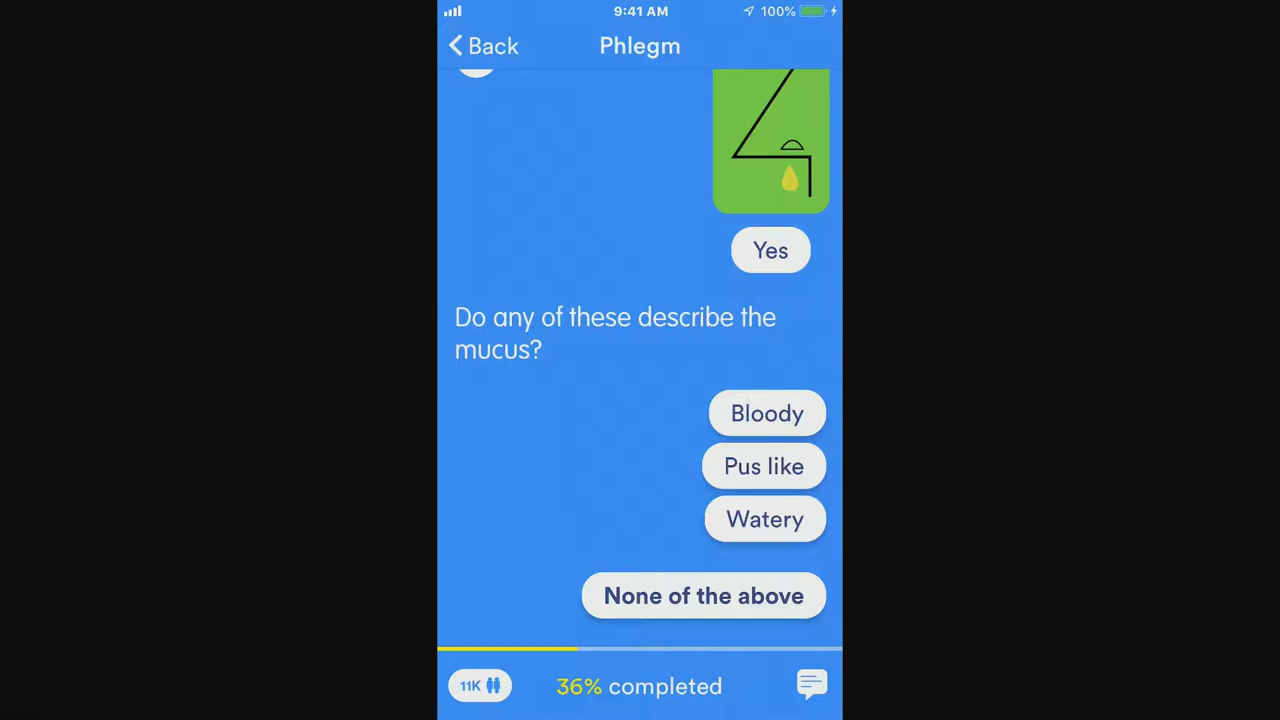 9:41 AM
100%
Back
Phlegm
Yes
Do any of these describe the
mucus?
Bloody
Pus like
Watery
None of the above
11K
36% completed